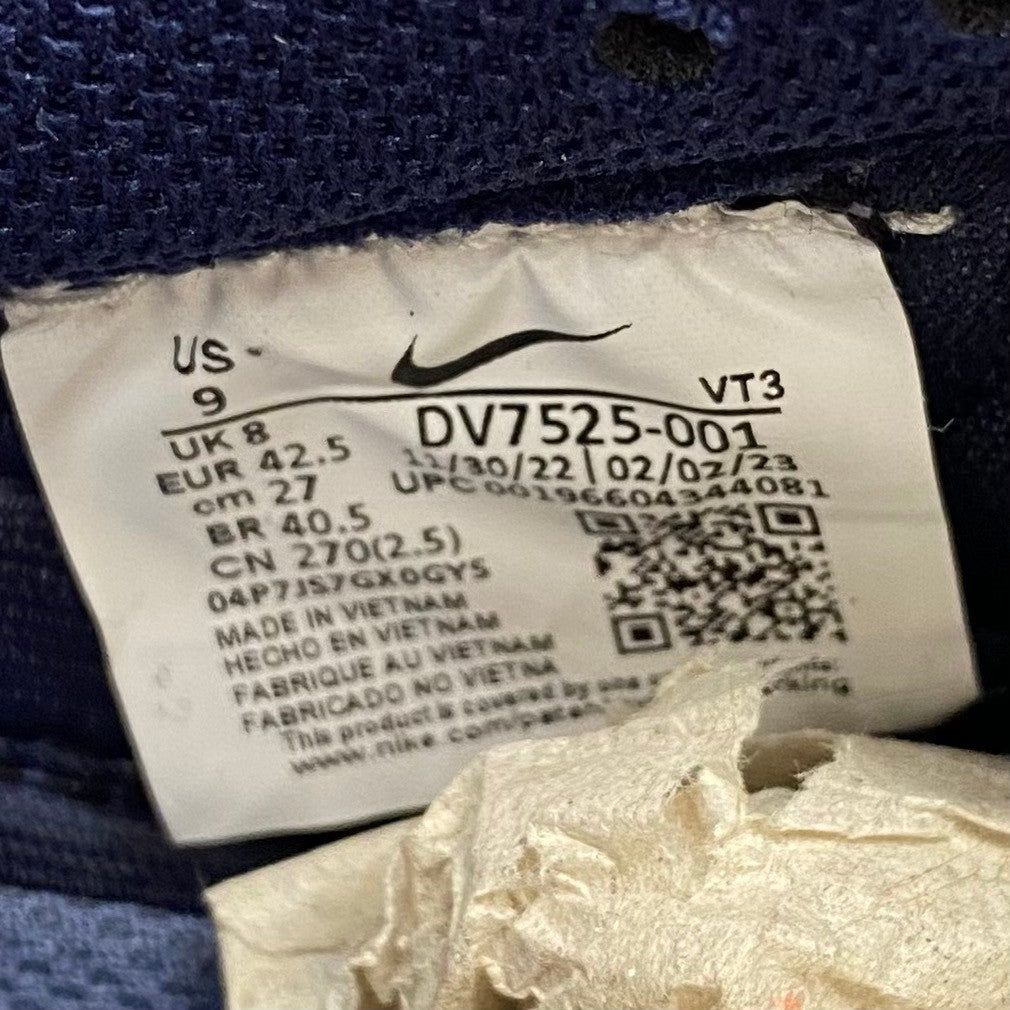 US
9
VT3
DV7525-001
UK 8
11/30/22 | 02/02/23
EUR 42.5
UPC 00196604344081
cm 27
BR 40.5
CN 270(2.5)
04P7JS7GX0GYS
MADE IN VIETNAM
HECHO EN VIETNAM
FABRIQUE AU VIETNAM
FABRICADO NO VIETNA
This product is covered by one
www.nike.com/paten